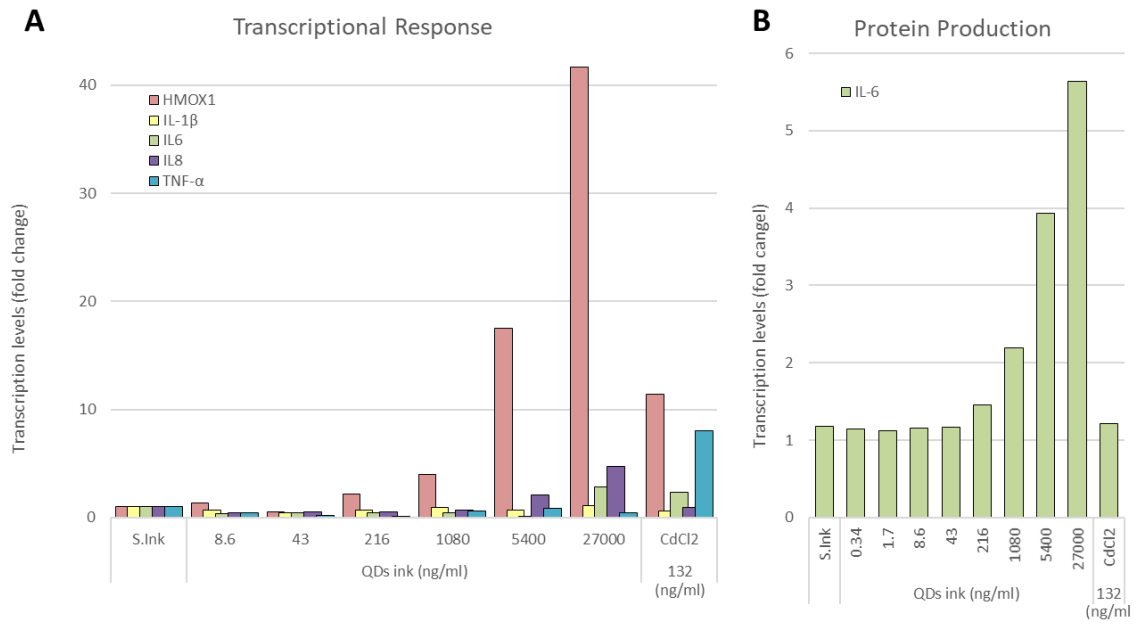 A
Transcriptional Response
Transcription levels (fold change)
40
30
20
10
0
HMOX1
IL-1β
IL6
IL8
TNF-α
S.Ink
8.6
43
216
1080
5400
27000
CdCl2
QDs ink (ng/ml)
132
(ng/ml)
B
Protein Production
Transcription levels (fold cangel
6
5
4
3
2
1
0
IL-6
S.Ink
0.34
1.7
8.6
43
216
1080
5400
27000
CdCl2
QDs ink (ng/ml)
132
(ng/ml